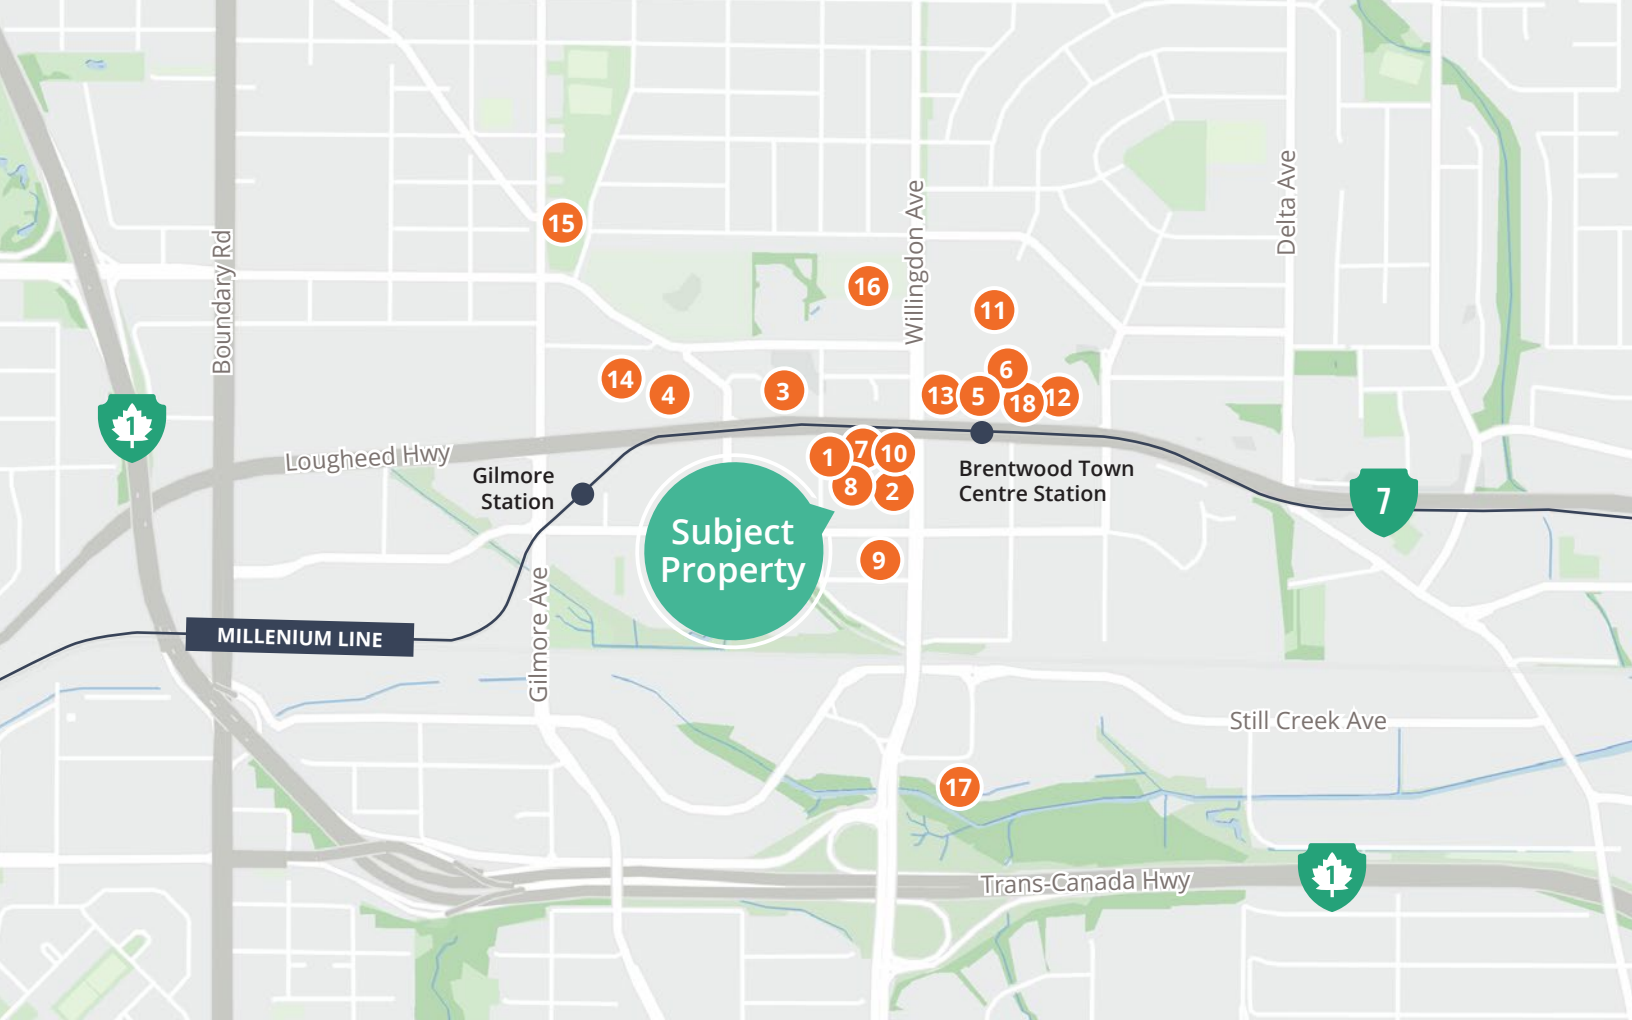 Delta Ave
Willingdon Ave
15
Boundary Rd
16
11
6
14
4
3
13
5
18
12
1
Lougheed Hwy
1
7
10
Gilmore
Station
Brentwood Town
Centre Station
8
2
7
Subject
Property
9
Gilmore Ave
MILLENIUM LINE
Still Creek Ave
17
Trans-Canada Hwy
1